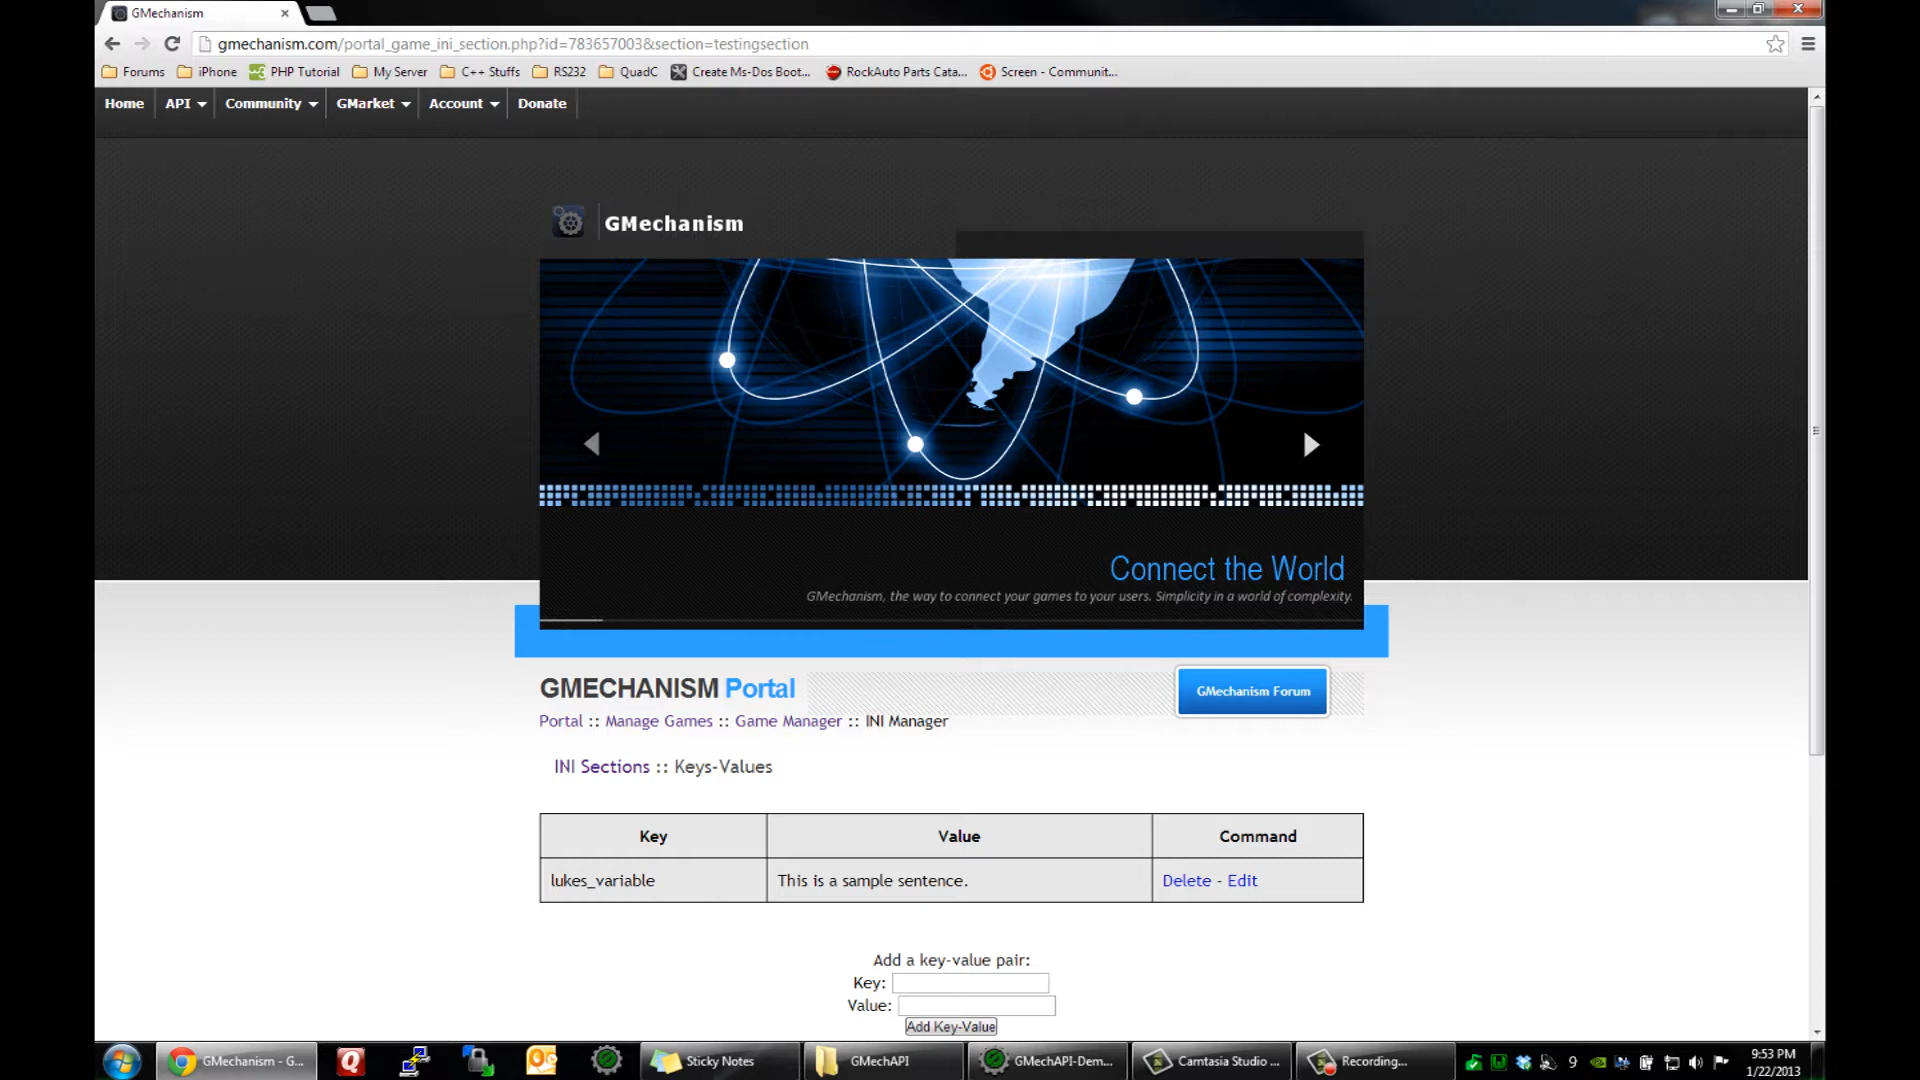 GMechanism
gmechanism.com/portal_game_ini_section.php?id=783657003&section=testingsection
Forums iPhone PHP Tutorial My Server C++ Stuffs RS232 QuadC Create Ms-Dos Boot... RockAuto Parts Cata... Screen - Communit...
Home API Community GMarket Account Donate
GMechanism
Connect the World
GMechanism, the way to connect your games to your users. Simplicity in a world of complexity.
GMECHANISM Portal
GMechanism Forum
Portal :: Manage Games :: Game Manager :: INI Manager
INI Sections :: Keys-Values
Key Value Command
lukes_variable This is a sample sentence. Delete - Edit
Add a key-value pair:
Key:
Value:
Add Key-Value
GMechanism - G... Sticky Notes GMechAPI GMechAPI-Dem... Camtasia Studio ... Recording... 9 9:53 PM
1/22/2013